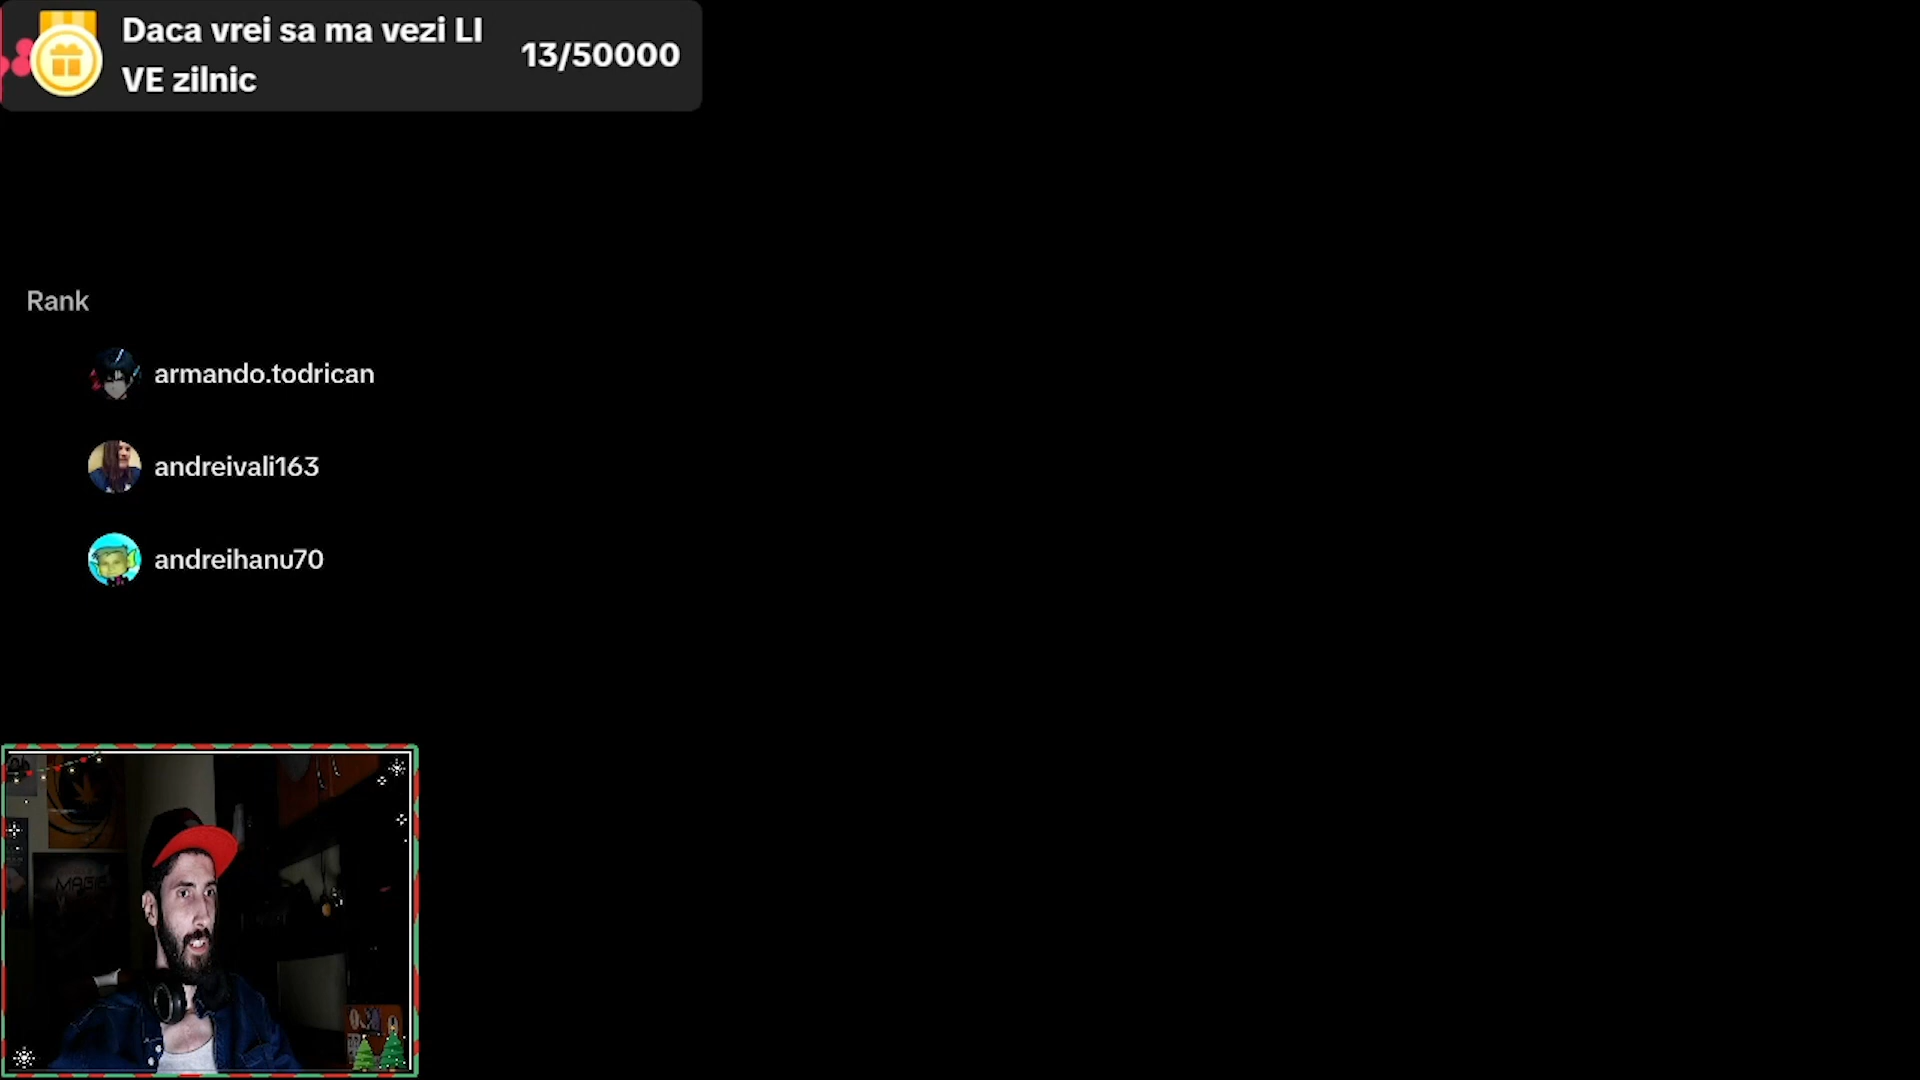 Daca vrei sa ma vezi LI
VE zilnic
13/50000
Rank
armando.todrican
andreivali163
andreihanu70